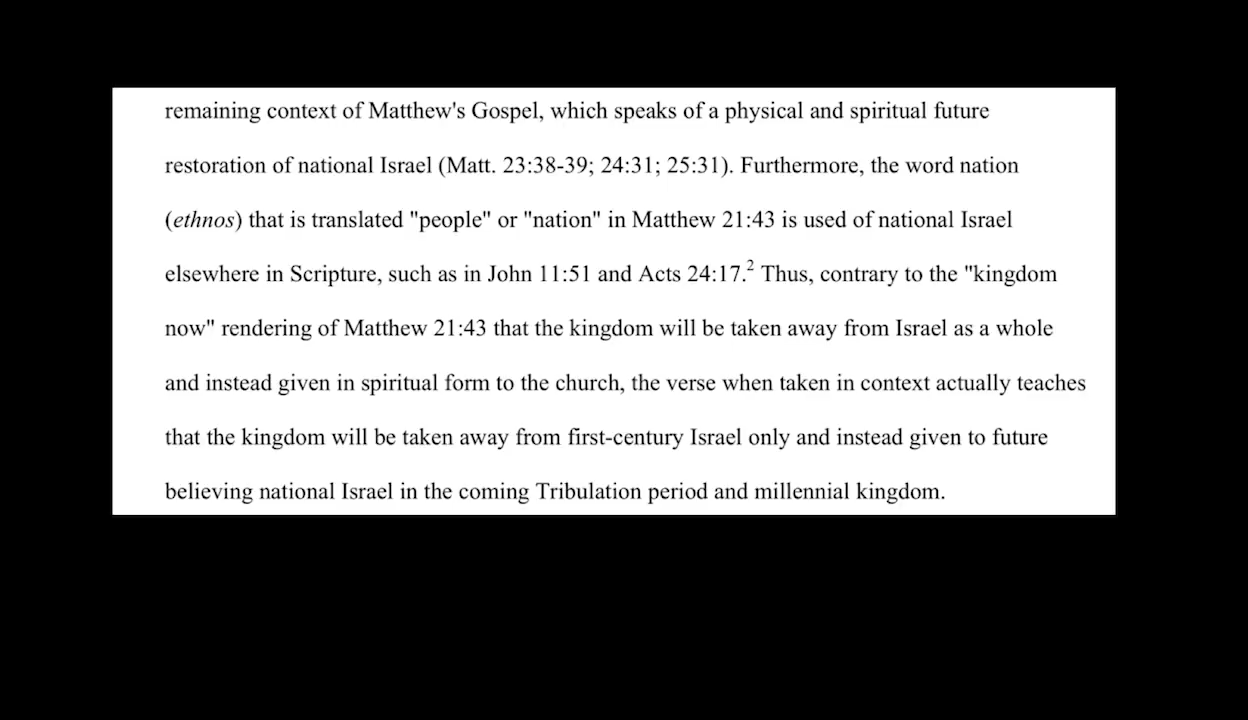 remaining context of Matthew's Gospel, which speaks of a physical and spiritual future
restoration of national Israel (Matt. 23:38-39; 24:31; 25:31). Furthermore, the word nation
(ethnos) that is translated "people" or "nation" in Matthew 21:43 is used of national Israel
elsewhere in Scripture, such as in John 11:51 and Acts 24:17.2 Thus, contrary to the "kingdom
now" rendering of Matthew 21:43 that the kingdom will be taken away from Israel as a whole
and instead given in spiritual form to the church, the verse when taken in context actually teaches
that the kingdom will be taken away from first-century Israel only and instead given to future
believing national Israel in the coming Tribulation period and millennial kingdom.